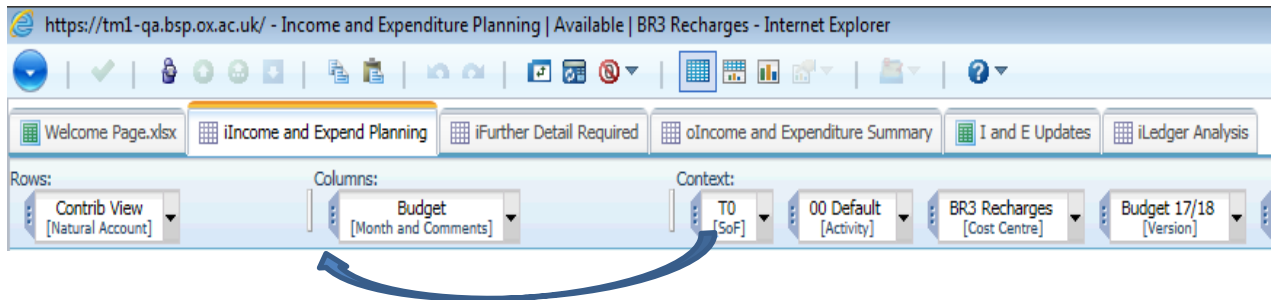 https://tm1-qa.bsp.ox.ac.uk/ - Income and Expenditure Planning | Available | BR3 Recharges - Internet Explorer
Welcome Page.xlsx iIncome and Expend Planning iFurther Detail Required oIncome and Expenditure Summary I and E Updates iLedger Analysis
Rows: Columns: Context:
Contrib View Budget T0 00 Default BR3 Recharges Budget 17/18
[Natural Account] [Month and Comments] [SoF] [Activity] [Cost Centre] [Version]